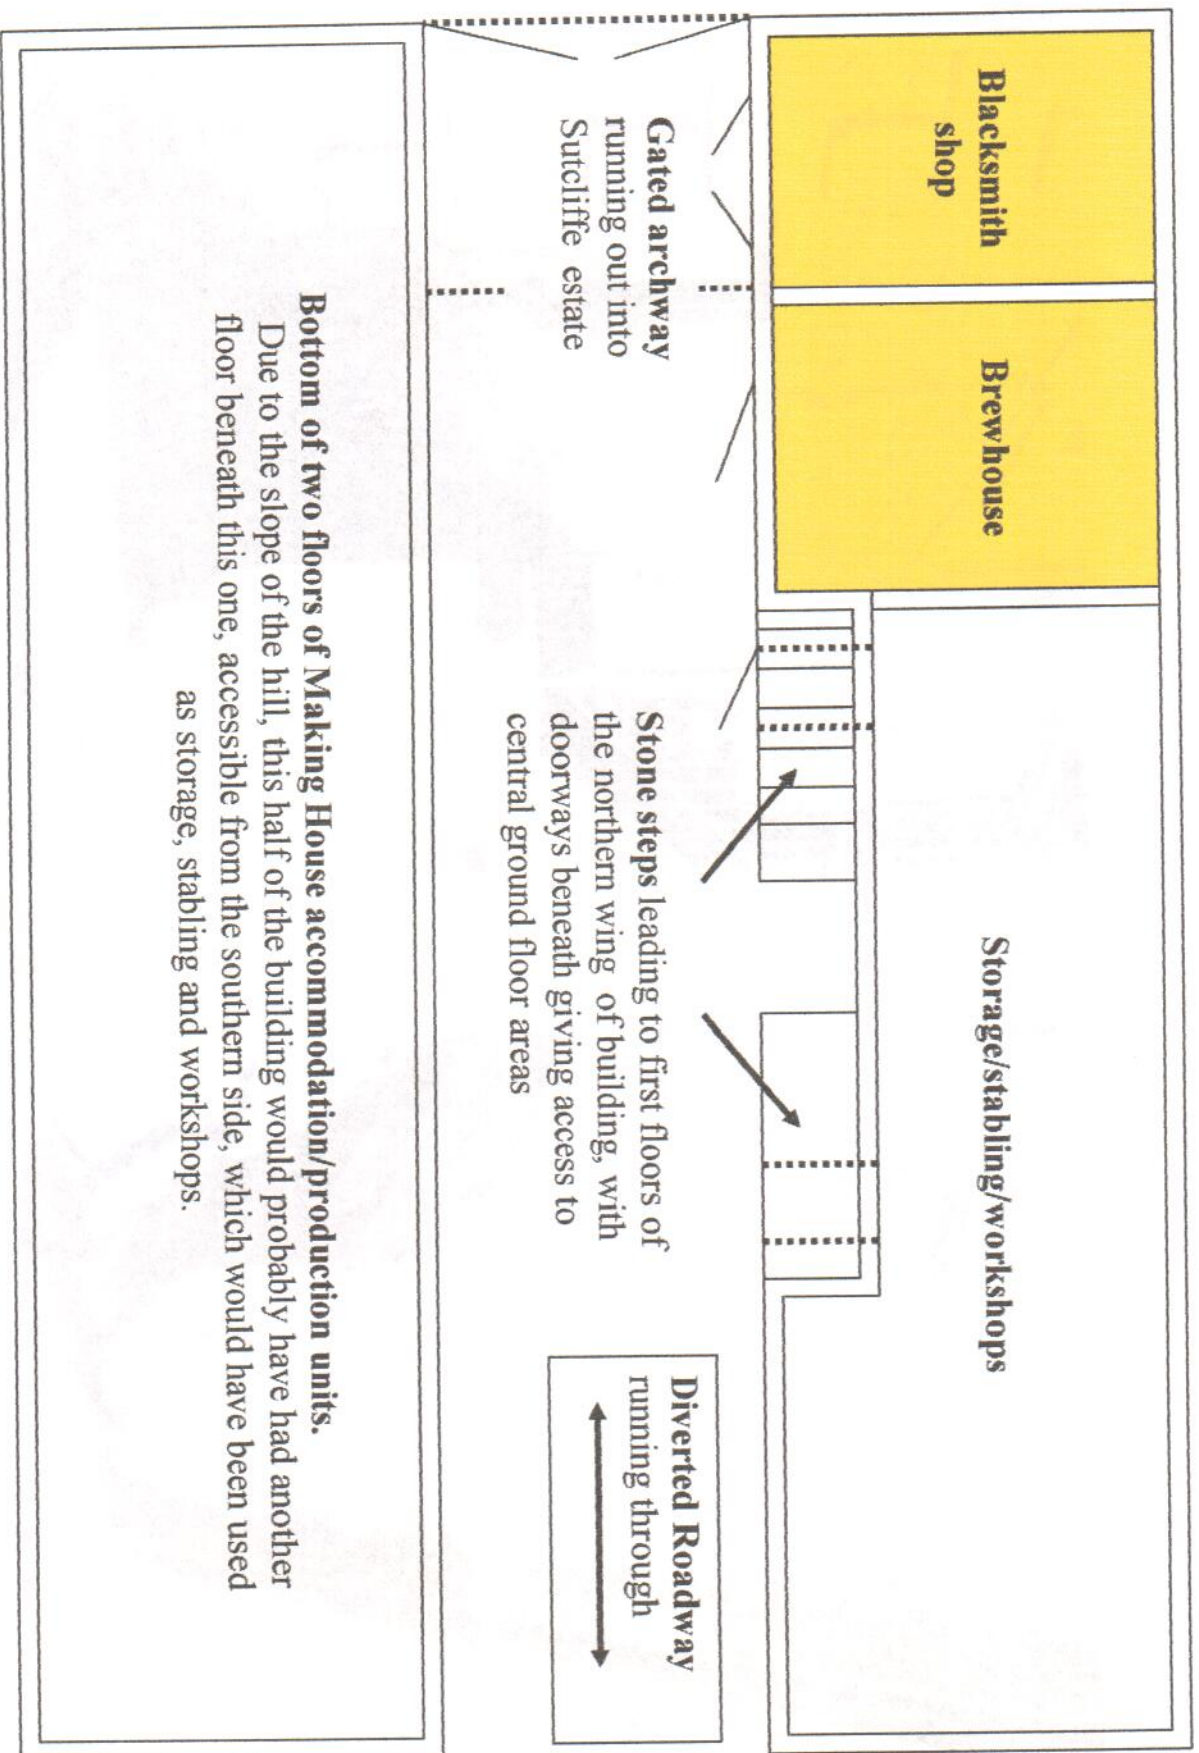 Blacksmith
shop
Brewhouse
Storage/stabling/workshops
Gated archway
running out into
Sutcliffe estate
Stone steps leading to first floors of
the northern wing of building, with
doorways beneath giving access to
central ground floor areas
Diverted Roadway
running through
Bottom of two floors of Making House accommodation/production units.
Due to the slope of the hill, this half of the building would probably have had another
floor beneath this one, accessible from the southern side, which would have been used
as storage, stabling and workshops.